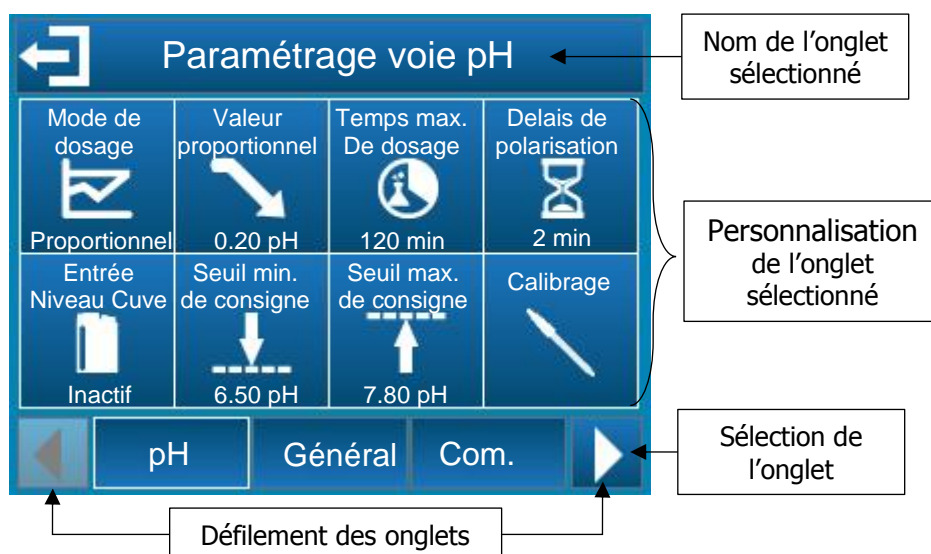 Paramétrage voie pH
Nom de l'onglet
sélectionné
Mode de
dosage
Proportionnel
Valeur
proportionnel
0.20 pH
Temps max.
De dosage
120 min
Delais de
polarisation
2 min
Entrée
Niveau Cuve
Inactif
Seuil min.
de consigne
6.50 pH
Seuil max.
de consigne
7.80 pH
Calibrage
Personnalisation
de l'onglet
sélectionné
pH
Général
Com.
Sélection de
l'onglet
Défilement des onglets